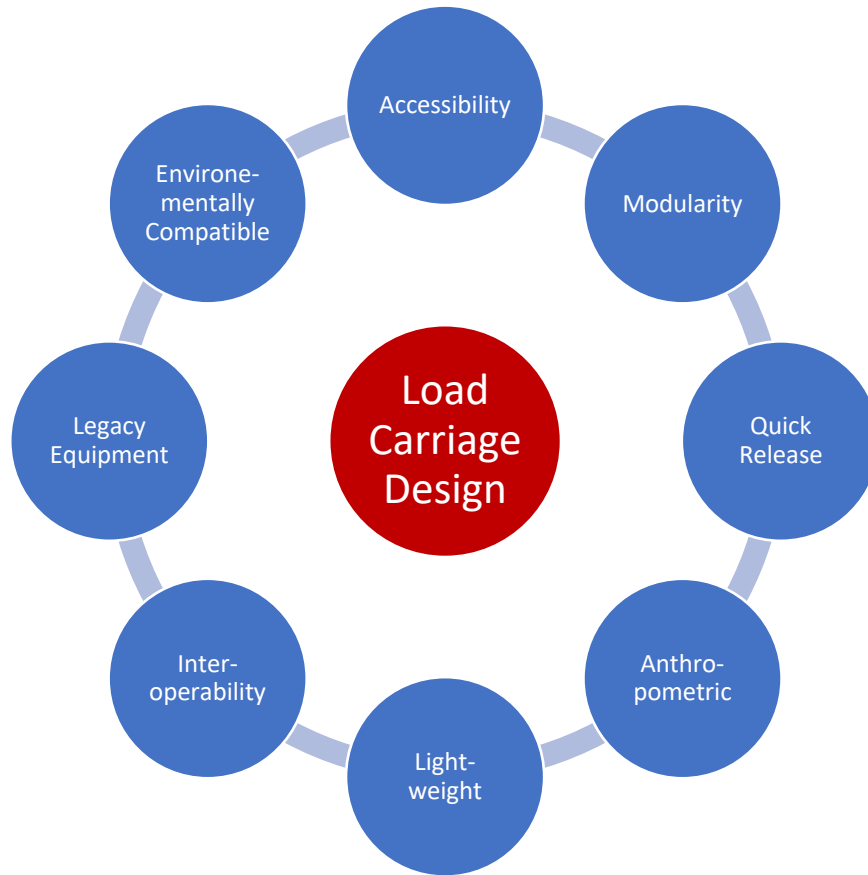 Accessibility
Modularity
Quick
Release
Anthro-
pometric
Light-
weight
Inter-
operability
Legacy
Equipment
Environe-
mentally
Compatible
Load
Carriage
Design